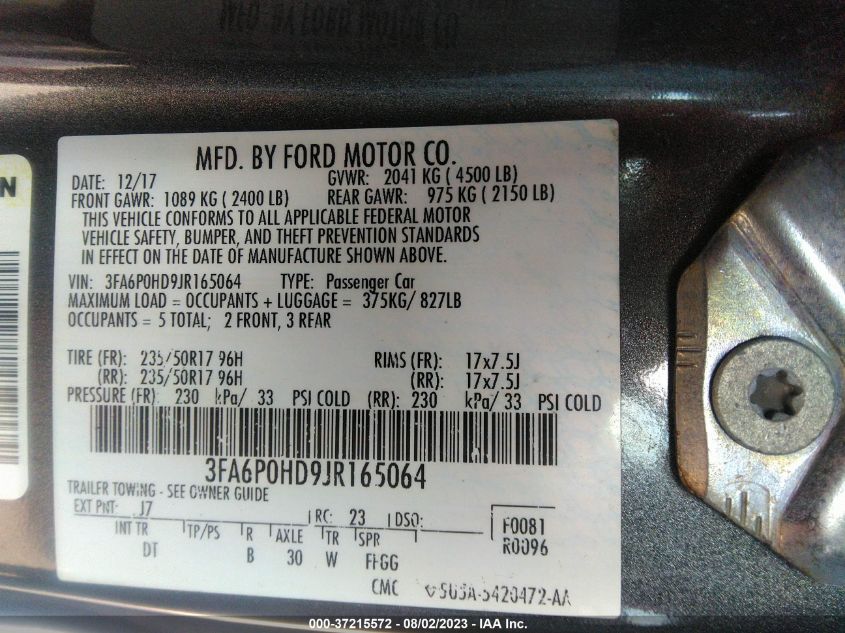 MFD. BY FORD MOTOR CO.
DATE: 12/17 GVWR: 2041 KG ( 4500 LB)
FRONT GAWR: 1089 KG ( 2400 LB) REAR GAWR: 975 KG ( 2150 LB)
THIS VEHICLE CONFORMS TO ALL APPLICABLE FEDERAL MOTOR
VEHICLE SAFETY, BUMPER, AND THEFT PREVENTION STANDARDS
IN EFFECT ON THE DATE OF MANUFACTURE SHOWN ABOVE.
VIN: 3FA6P0HD9JR165064 TYPE: Passenger Car
MAXIMUM LOAD = OCCUPANTS + LUGGAGE = 375KG/ 827LB
OCCUPANTS = 5 TOTAL; 2 FRONT, 3 REAR
TIRE (FR): 235/50R17 96H RIMS (FR): 17x7.5J
(RR): 235/50R17 96H (RR): 17x7.5J
PRESSURE (FR): 230 kPa/ 33 PSI COLD (RR): 230 kPa/ 33 PSI COLD
3FA6P0HD9JR165064
TRAILER TOWING - SEE OWNER GUIDE
EXT PNT: J7 RC: 23 DSO: F0081
INT TR TP/PS R AXLE TR SPR R0096
DT B 30 W FFGG
CMC 5420472-AA
000-37215572 - 08/02/2023 - IAA Inc.